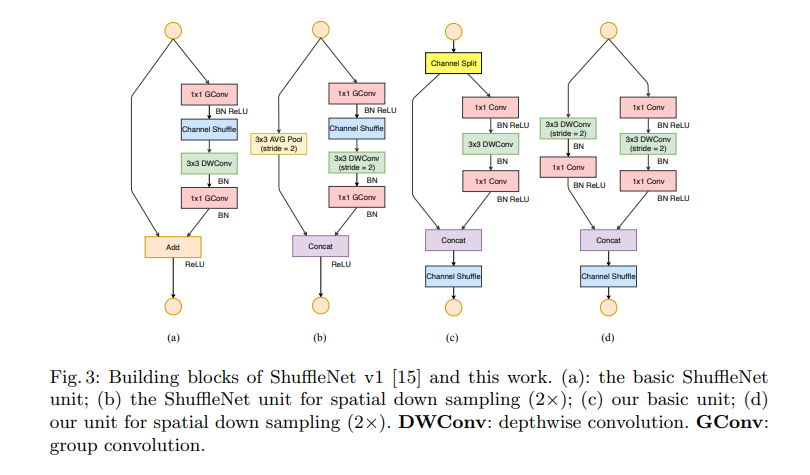 1x1 GConv
BN ReLU
Channel Shuffle
3x3 DWConv
BN
1x1 GConv
BN
Add
ReLU
(a)
3x3 AVG Pool
(stride = 2)
1x1 GConv
BN ReLU
Channel Shuffle
3x3 DWConv
(stride = 2)
BN
1x1 GConv
BN
Concat
ReLU
(b)
Channel Split
1x1 Conv
BN ReLU
3x3 DWConv
BN
1x1 Conv
BN ReLU
Concat
Channel Shuffle
(c)
3x3 DWConv
(stride = 2)
BN
1x1 Conv
BN ReLU
1x1 Conv
BN ReLU
3x3 DWConv
(stride = 2)
BN
1x1 Conv
BN ReLU
Concat
Channel Shuffle
(d)
Fig. 3: Building blocks of ShuffleNet v1 [15] and this work. (a): the basic ShuffleNet
unit; (b) the ShuffleNet unit for spatial down sampling (2×); (c) our basic unit; (d)
our unit for spatial down sampling (2×). DWConv: depthwise convolution. GConv:
group convolution.